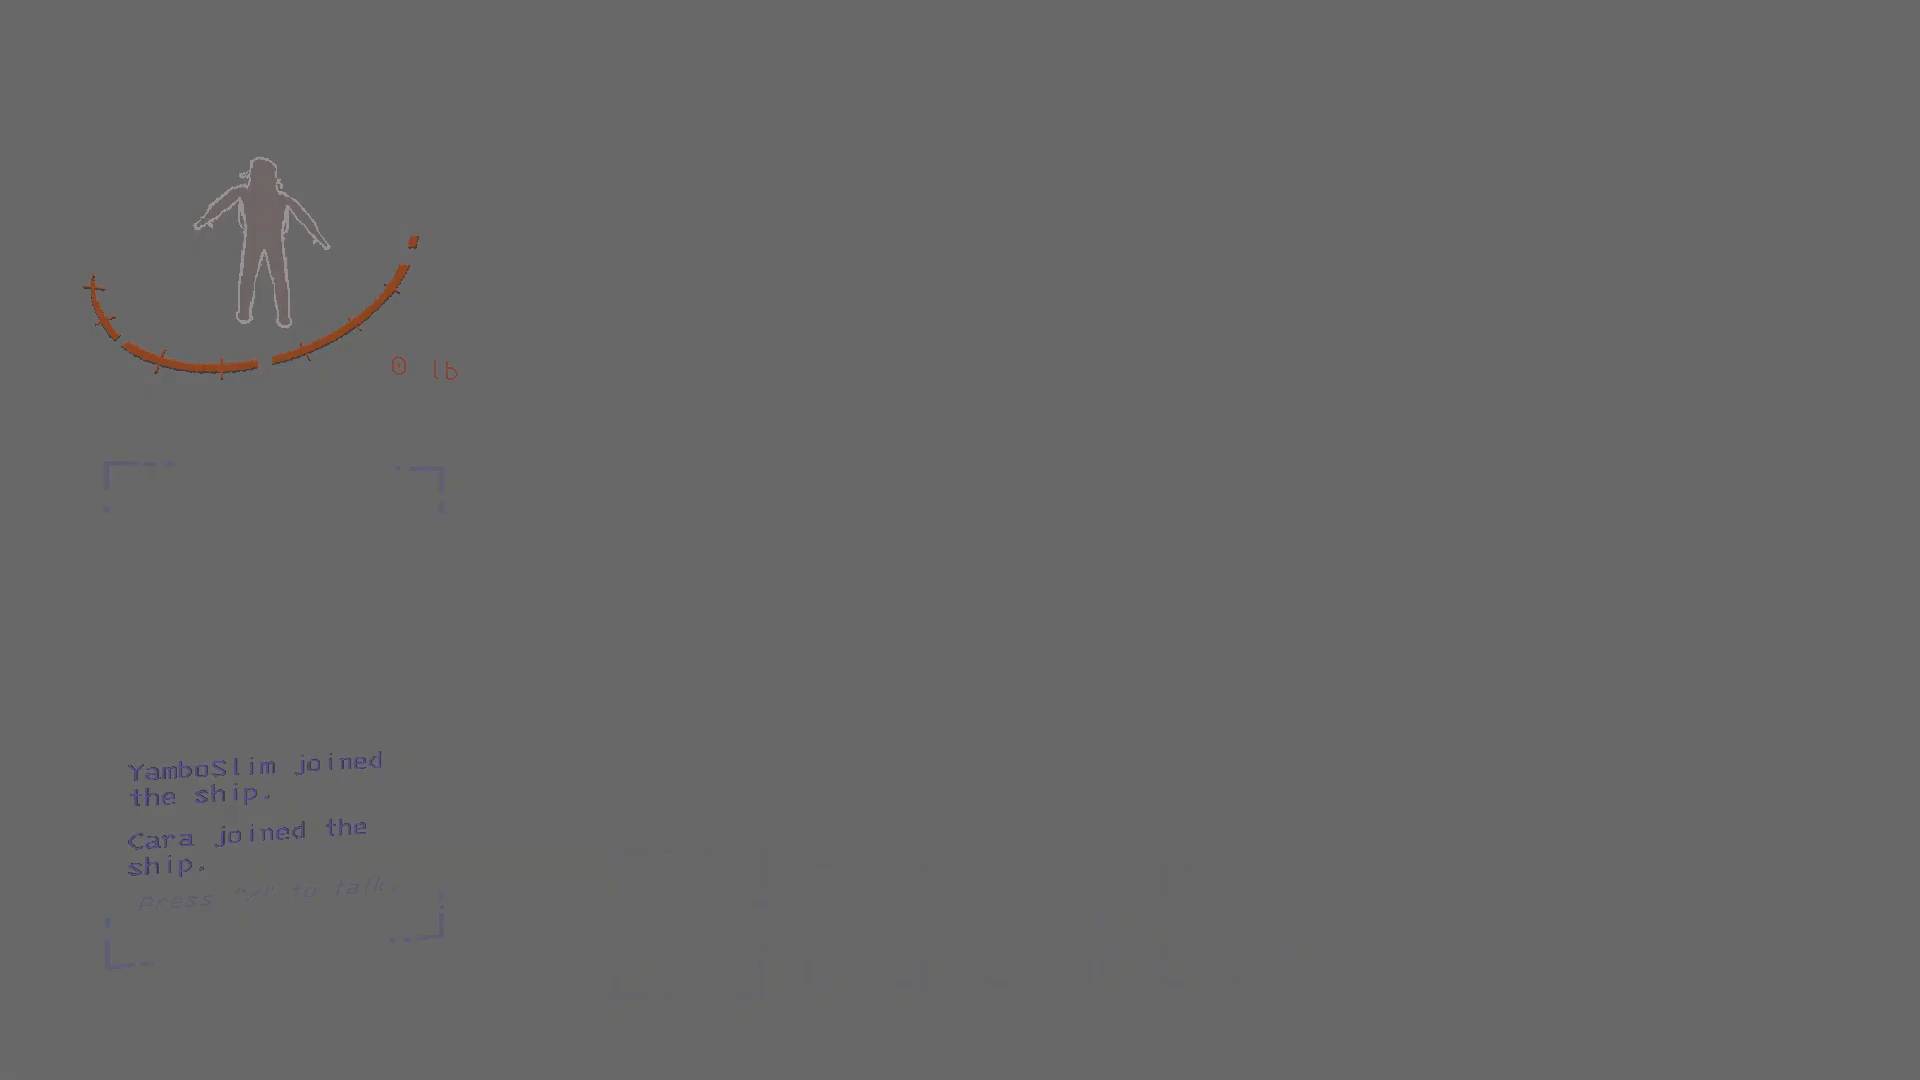 0 lb
YamboSlim joined
the ship.
Cara joined the
ship.
Press "/" to talk.